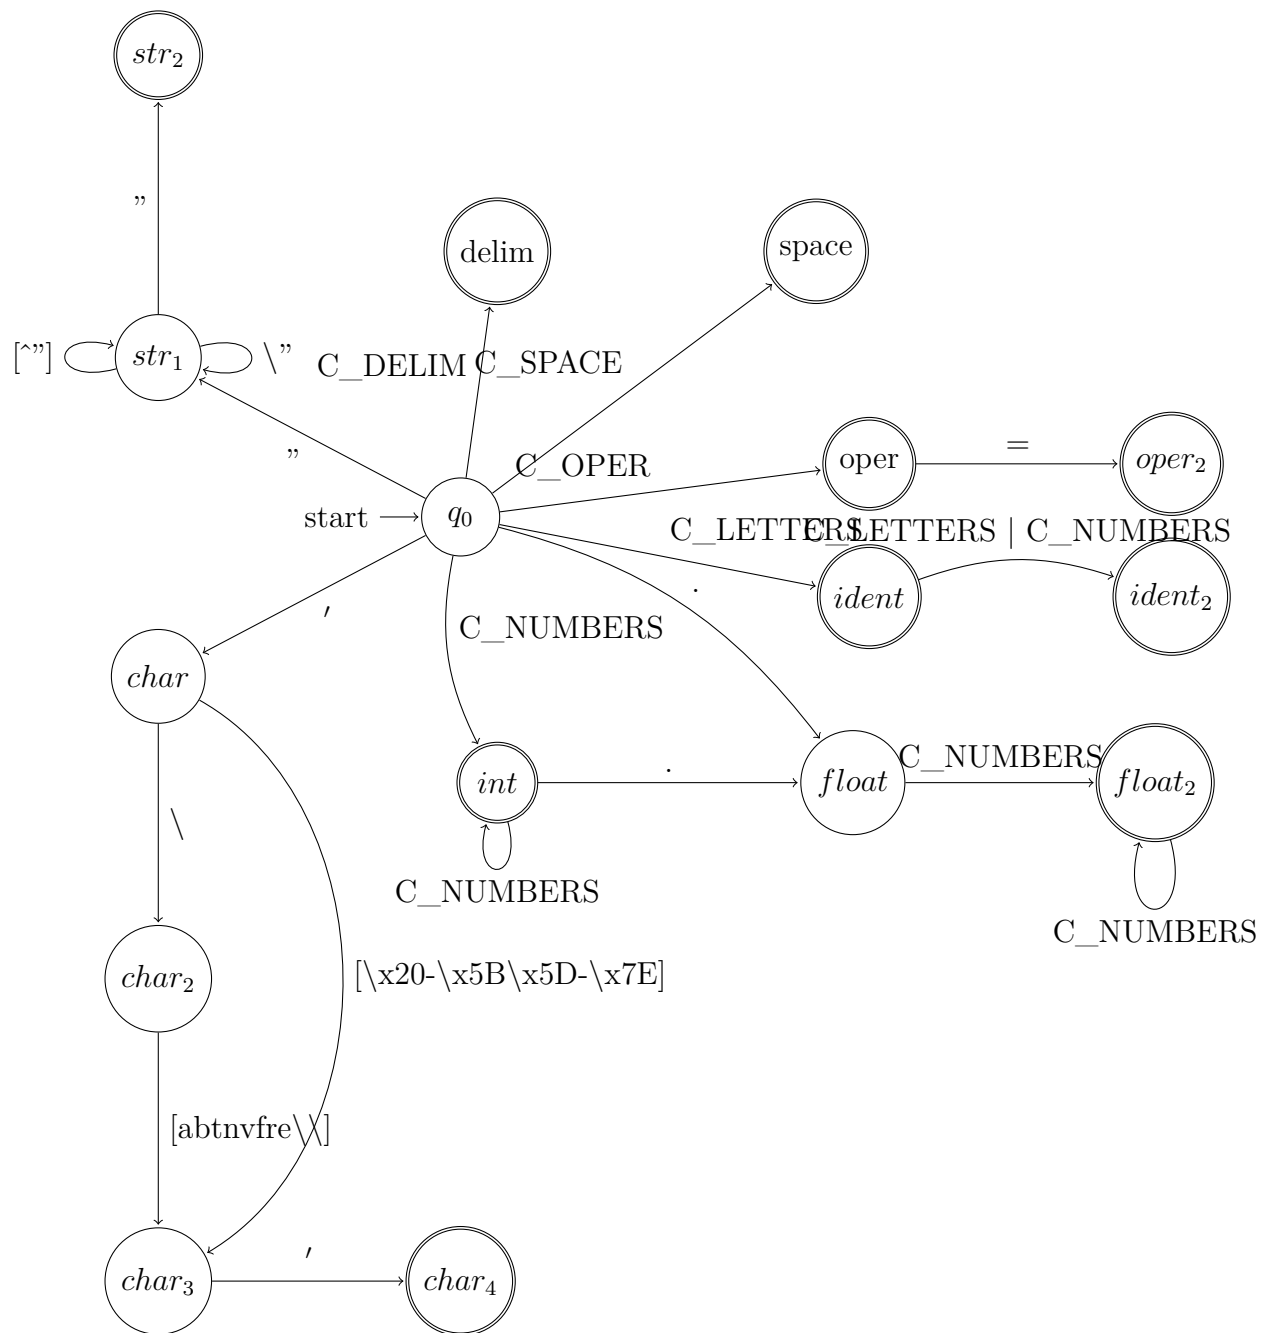 str₂
”
delim
space
[^”]
str₁
\”
C_DELIM
C_SPACE
”
C_OPER
oper
=
oper₂
start
q₀
C_LETTERS
C_LETTERS | C_NUMBERS
.
ident
ident₂
′
C_NUMBERS
char
int
.
float
C_NUMBERS
float₂
\
C_NUMBERS
C_NUMBERS
char₂
[\x20-\x5B\x5D-\x7E]
[abtnvfre\\]
char₃
′
char₄